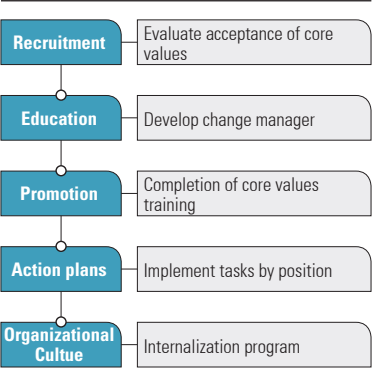 Recruitment
Evaluate acceptance of core
values
Education
Develop change manager
Promotion
Completion of core values
training
Action plans
Implement tasks by position
Organizational
Cultue
Internalization program